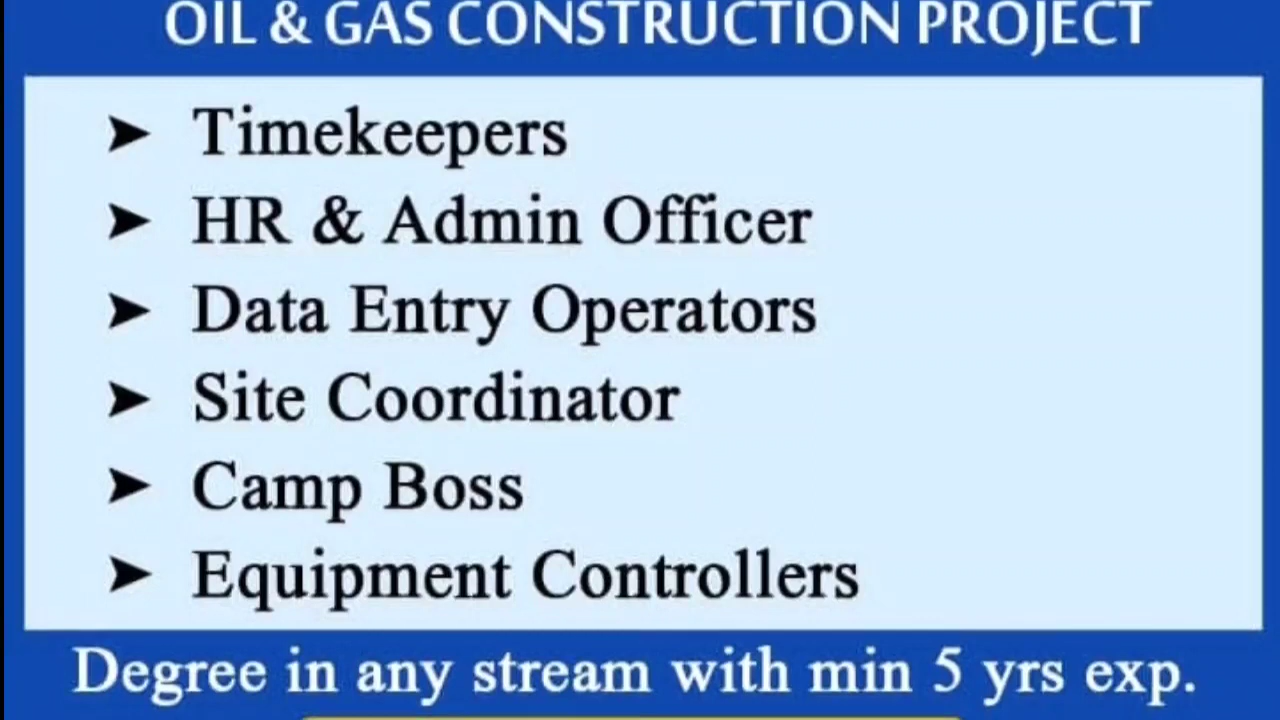 OIL & GAS CONSTRUCTION PROJECT
➤ Timekeepers
➤ HR & Admin Officer
➤ Data Entry Operators
➤ Site Coordinator
➤ Camp Boss
➤ Equipment Controllers
Degree in any stream with min 5 yrs exp.